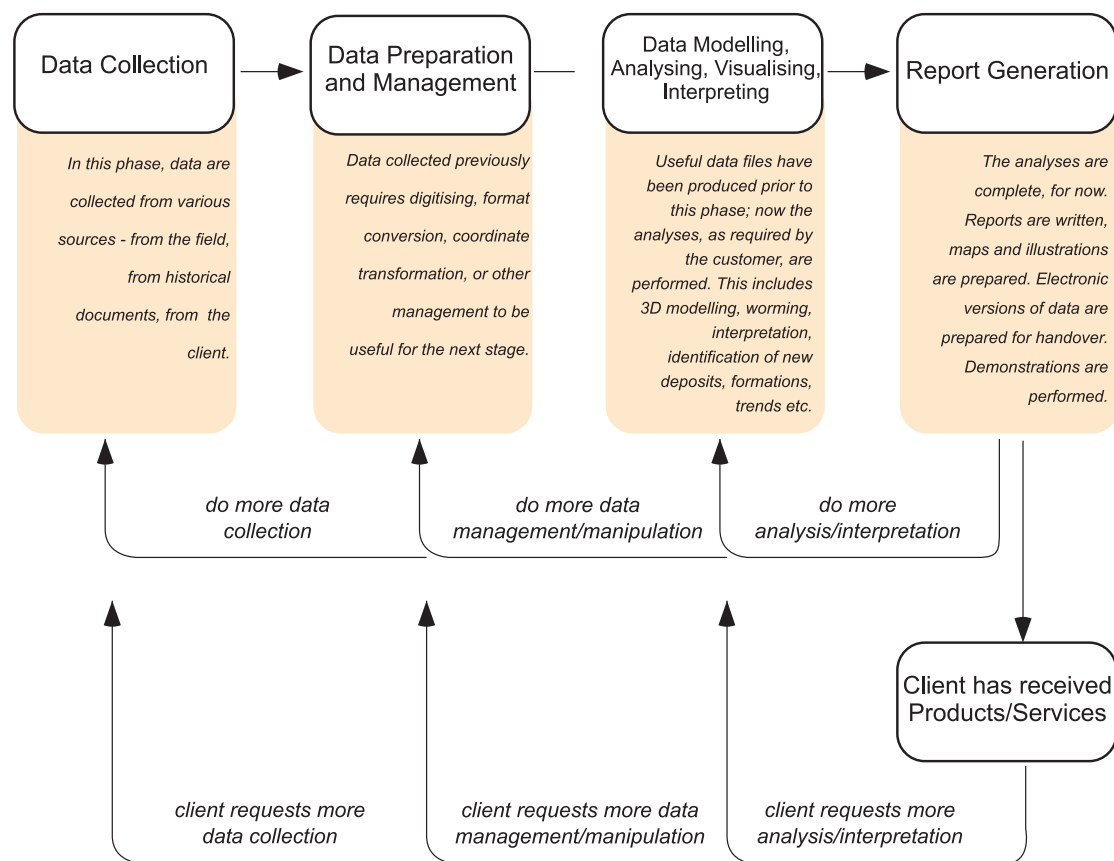 Data Collection
In this phase, data are
collected from various
sources - from the field,
from historical
documents, from the
client.
Data Preparation
and Management
Data collected previously
requires digitising, format
conversion, coordinate
transformation, or other
management to be
useful for the next stage.
Data Modelling,
Analysing, Visualising,
Interpreting
Useful data files have
been produced prior to
this phase; now the
analyses, as required by
the customer, are
performed. This includes
3D modelling, worming,
interpretation,
identification of new
deposits, formations,
trends etc.
Report Generation
The analyses are
complete, for now.
Reports are written,
maps and illustrations
are prepared. Electronic
versions of data are
prepared for handover.
Demonstrations are
performed.
do more data
collection
do more data
management/manipulation
do more
analysis/interpretation
Client has received
Products/Services
client requests more
data collection
client requests more data
management/manipulation
client requests more
analysis/interpretation